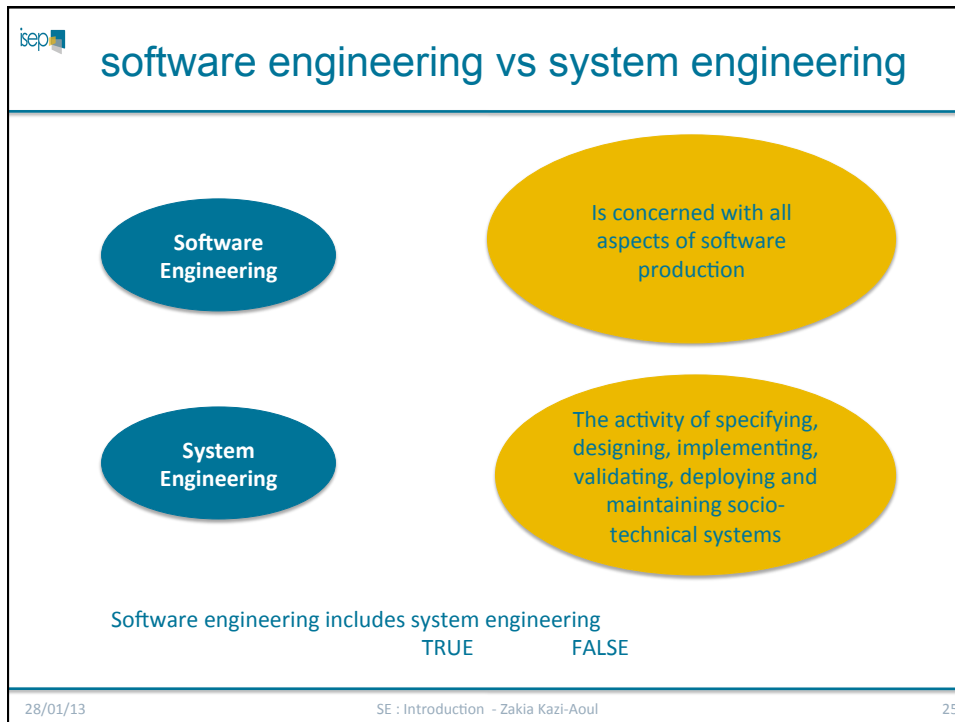 isep
software engineering vs system engineering
Software
Engineering
Is concerned with all
aspects of software
production
System
Engineering
The activity of specifying,
designing, implementing,
validating, deploying and
maintaining socio-
technical systems
Software engineering includes system engineering
TRUE FALSE
28/01/13 SE : Introduction - Zakia Kazi-Aoul 25